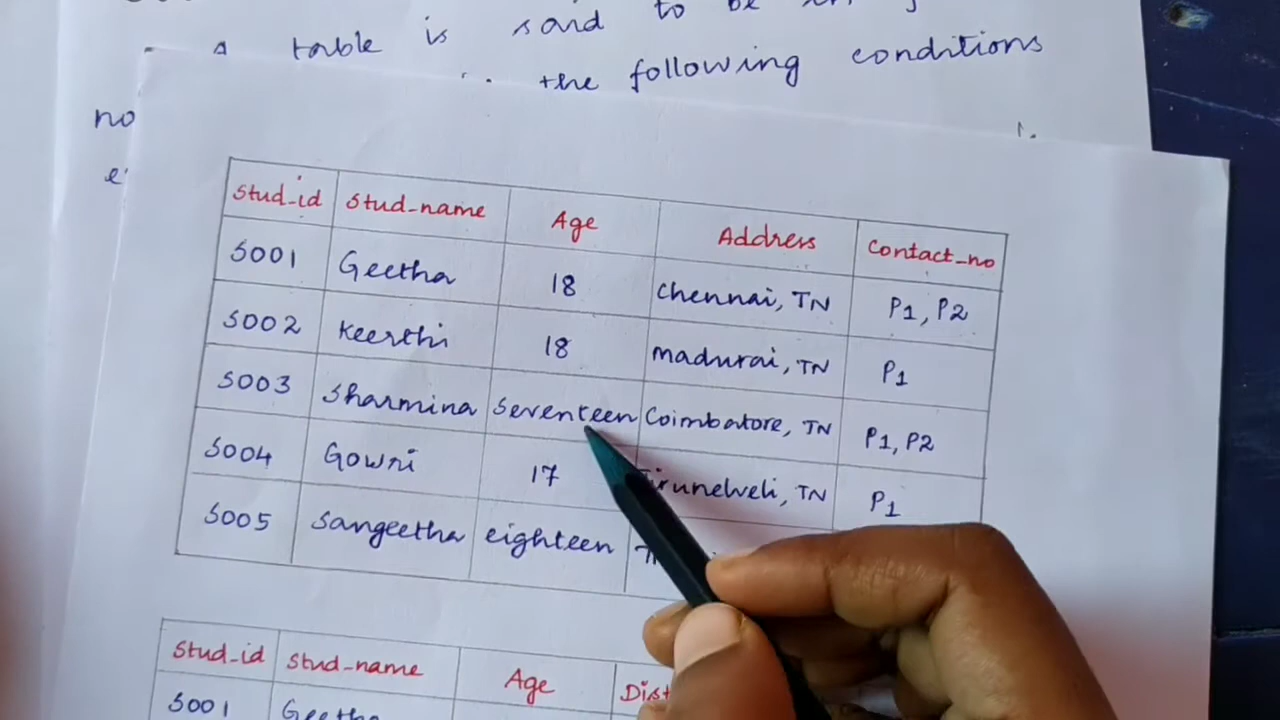 a table is said to be in
the following conditions
no
Stud_id Stud_name Age Address Contact_no
S001 Geetha 18 Chennai, TN P1, P2
S002 Keerthi 18 Madurai, TN P1
S003 Sharmina Seventeen Coimbatore, TN P1, P2
S004 Gowri 17 Tirunelveli, TN P1
S005 Sangeetha eighteen
Stud_id Stud_name Age Dist
S001 Geetha